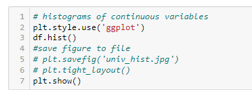 1 # histograms of continuous variables
2 plt.style.use('ggplot')
3 df.hist()
4 #save figure to file
5 # plt.savefig('univ_hist.jpg')
6 # plt.tight_layout()
7 plt.show()